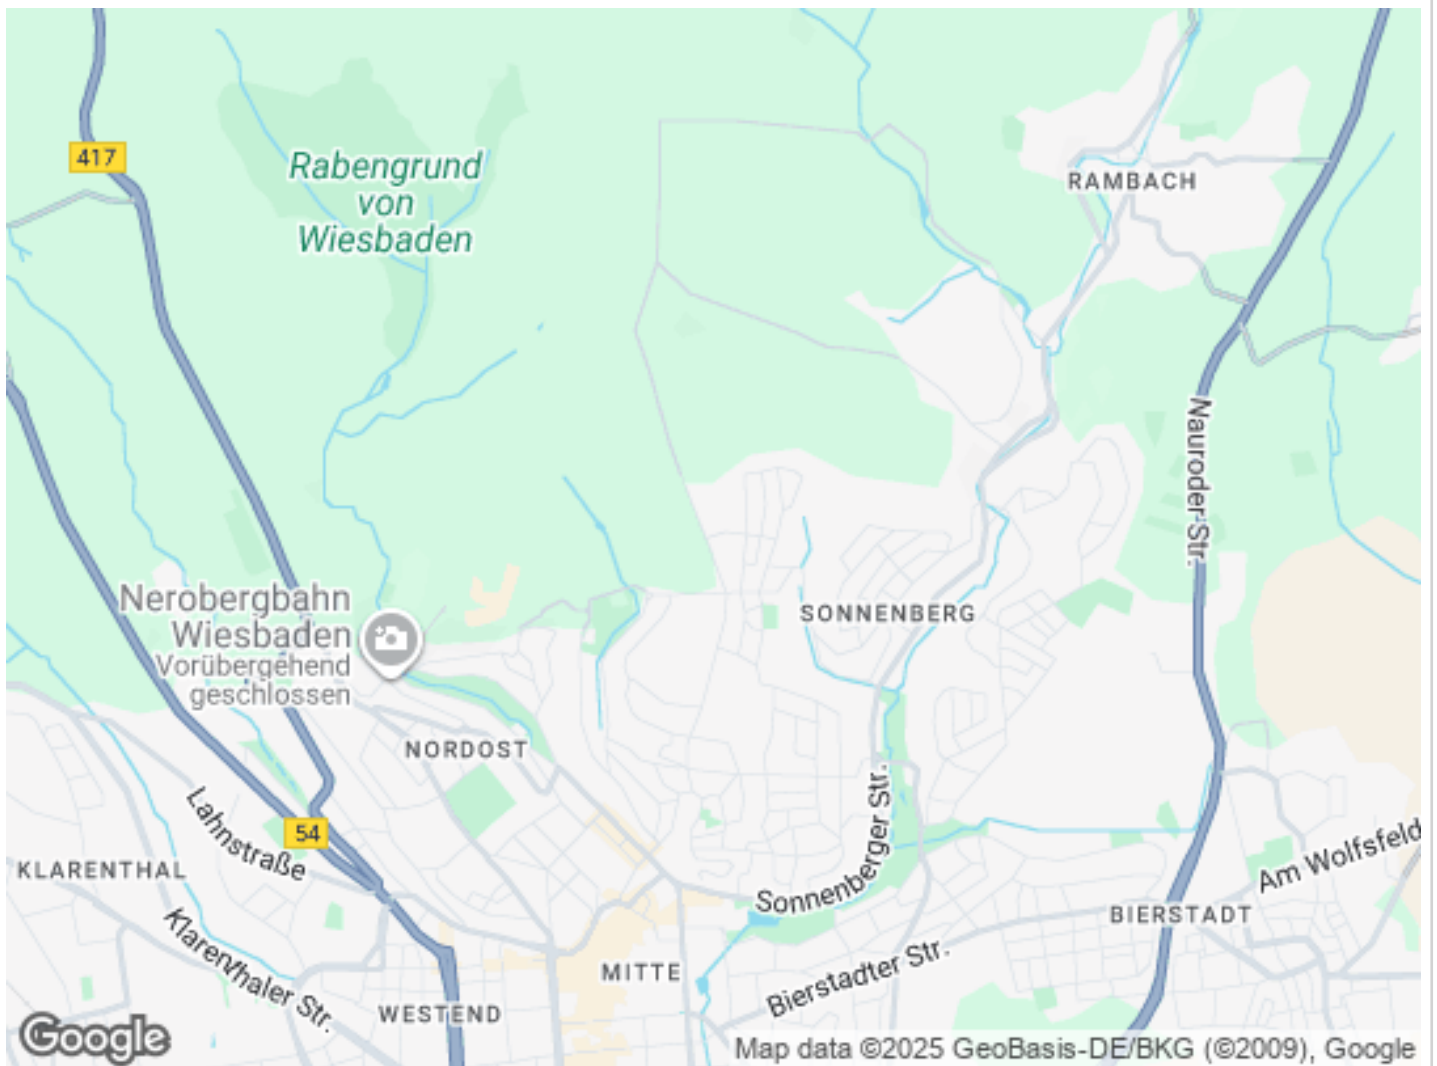 417
Rabengrund
von
Wiesbaden
RAMBACH
Nauroder Str.
Nerobergbahn
Wiesbaden
Vorübergehend
geschlossen
SONNENBERG
NORDOST
Lahnstraße
54
Sonnenberger Str.
KLARENTHAL
Am Wolfsfeld
BIERSTADT
Klarenthaler Str.
MITTE
Bierstadter Str.
WESTEND
Google
Map data ©2025 GeoBasis-DE/BKG (©2009), Google